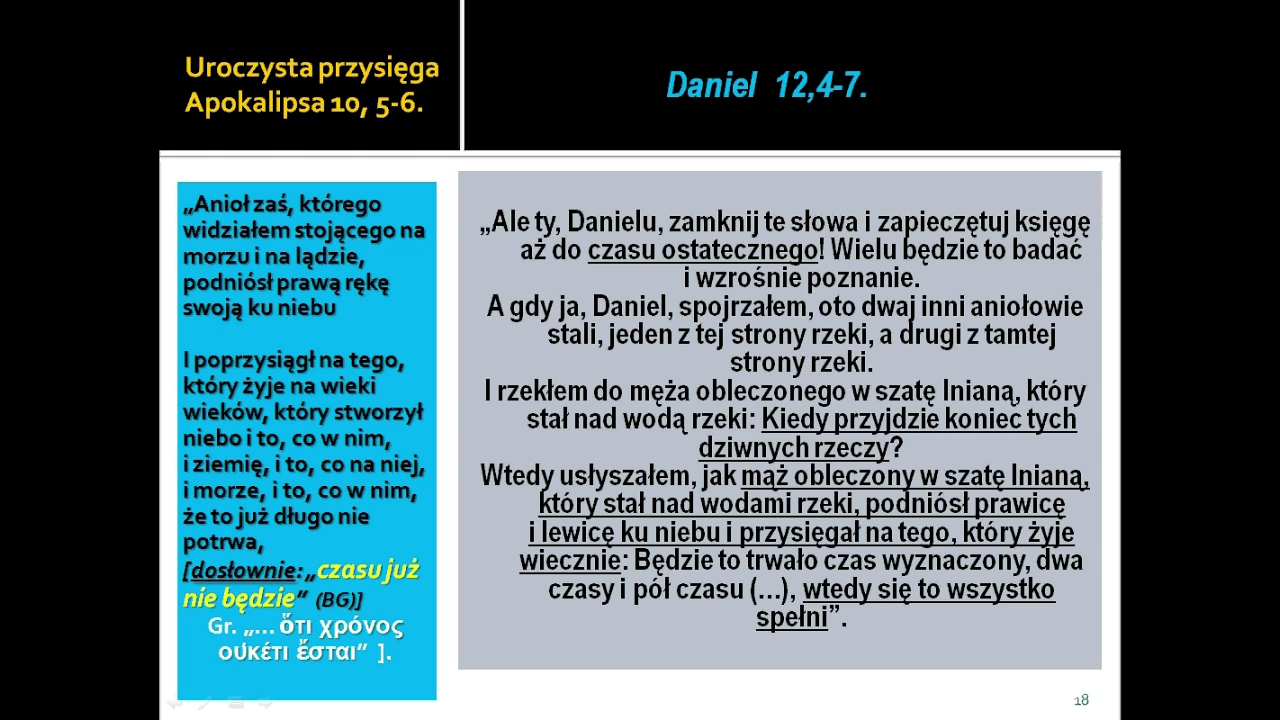 Uroczysta przysięga
Apokalipsa 10, 5-6.
Daniel 12,4-7.
„Anioł zaś, którego
widziałem stojącego na
morzu i na lądzie,
podniósł prawą rękę
swoją ku niebu
I poprzysiągł na tego,
który żyje na wieki
wieków, który stworzył
niebo i to, co w nim,
i ziemię, i to, co na niej,
i morze, i to, co w nim,
że to już długo nie
potrwa,
[dosłownie: „czasu już
nie będzie” (BG)]
Gr. „... ὅτι χρόνος
οὐκέτι ἔσται” ].
„Ale ty, Danielu, zamknij te słowa i zapieczętuj księgę
aż do czasu ostatecznego! Wielu będzie to badać
i wzrośnie poznanie.
A gdy ja, Daniel, spojrzałem, oto dwaj inni aniołowie
stali, jeden z tej strony rzeki, a drugi z tamtej
strony rzeki.
I rzekłem do męża obleczonego w szatę lnianą, który
stał nad wodą rzeki: Kiedy przyjdzie koniec tych
dziwnych rzeczy?
Wtedy usłyszałem, jak mąż obleczony w szatę lnianą,
który stał nad wodami rzeki, podniósł prawicę
i lewicę ku niebu i przysięgał na tego, który żyje
wiecznie: Będzie to trwało czas wyznaczony, dwa
czasy i pół czasu (...), wtedy się to wszystko
spełni”.
18